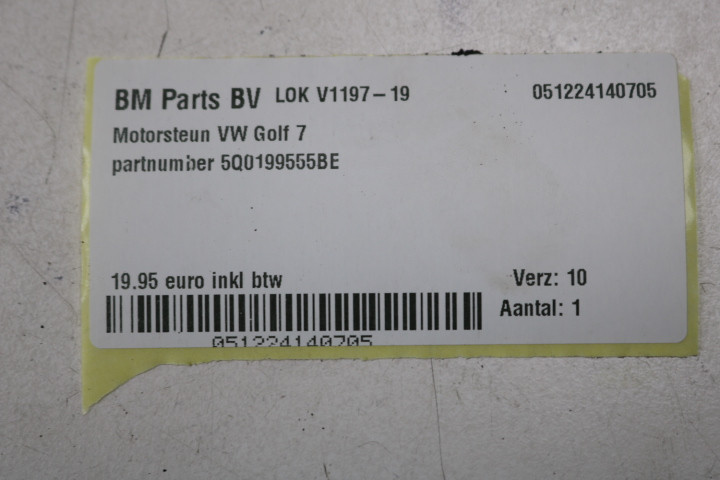 BM Parts BV LOK V1197-19 051224140705
Motorsteun VW Golf 7
partnumber 5Q0199555BE
19.95 euro inkl btw Verz: 10
Aantal: 1
051224140705